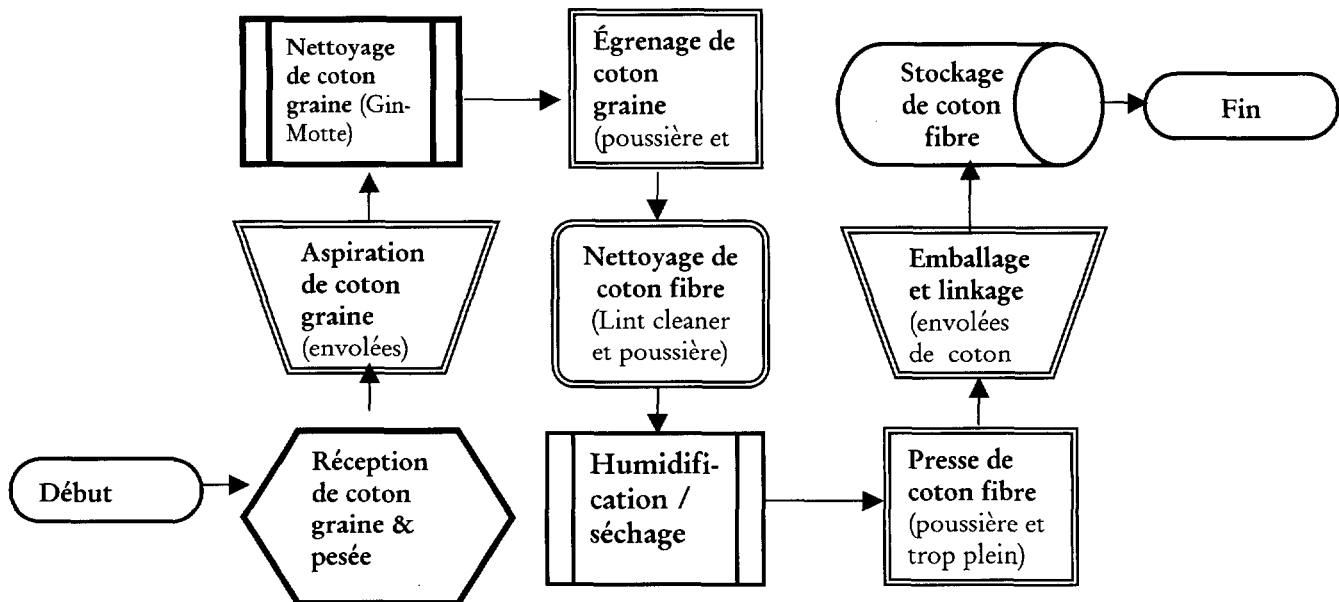 Début
Réception
de coton
graine &
pesée
Aspiration
de coton
graine
(envolées)
Nettoyage
de coton
graine (Gin-
Motte)
Égrenage de
coton
graine
(poussière et
Nettoyage de
coton fibre
(Lint cleaner
et poussière)
Humidifi-
cation /
séchage
Presse de
coton fibre
(poussière et
trop plein)
Emballage
et linkage
(envolées
de coton
Stockage
de coton
fibre
Fin